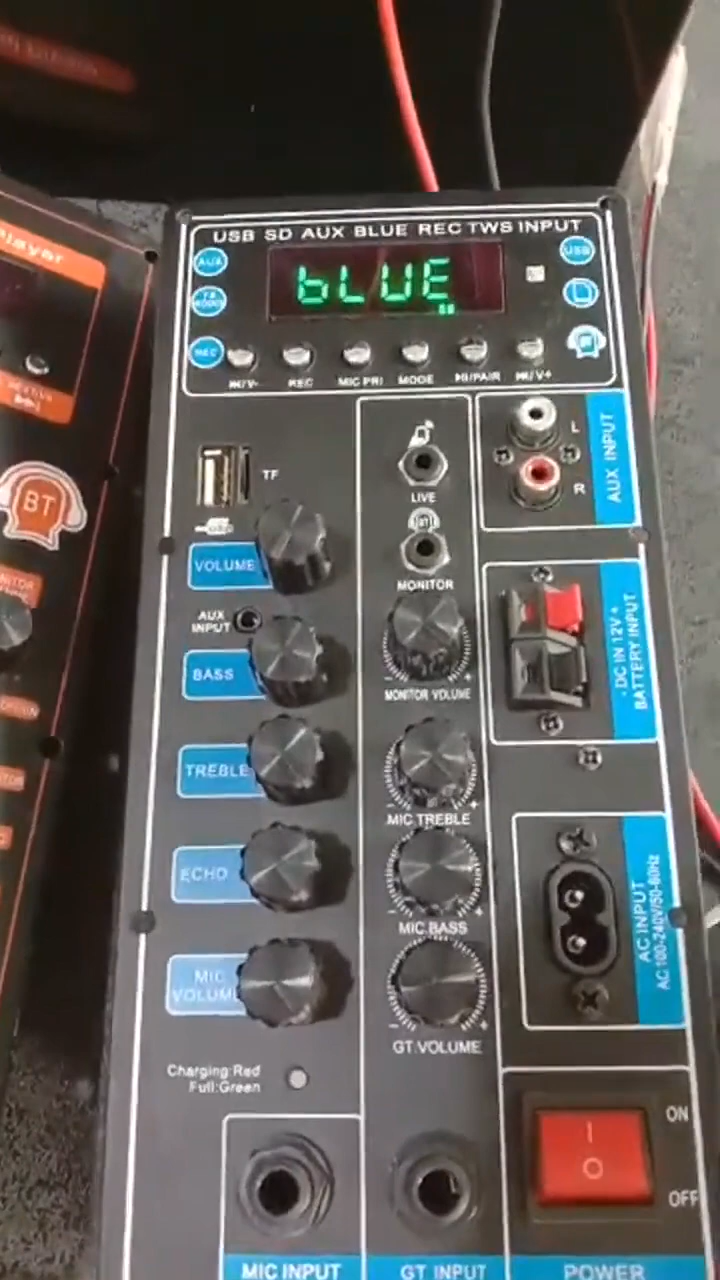 USB SD AUX BLUE REC TWS INPUT
bLUE
AUX
USB
REC
REC
MIC PRI
MODE
BT
AUX INPUT
L
R
TF
LIVE
VOLUME
MONITOR
AUX
INPUT
BASS
MONITOR VOLUME
- DC IN 12V +
BATTERY INPUT
TREBLE
MIC TREBLE
ECHO
MIC BASS
AC INPUT
AC100-240V/50-60Hz
MIC
VOLUME
GT VOLUME
Charging:Red
Full:Green
ON
I
O
OFF
MIC INPUT
GT INPUT
POWER
BT